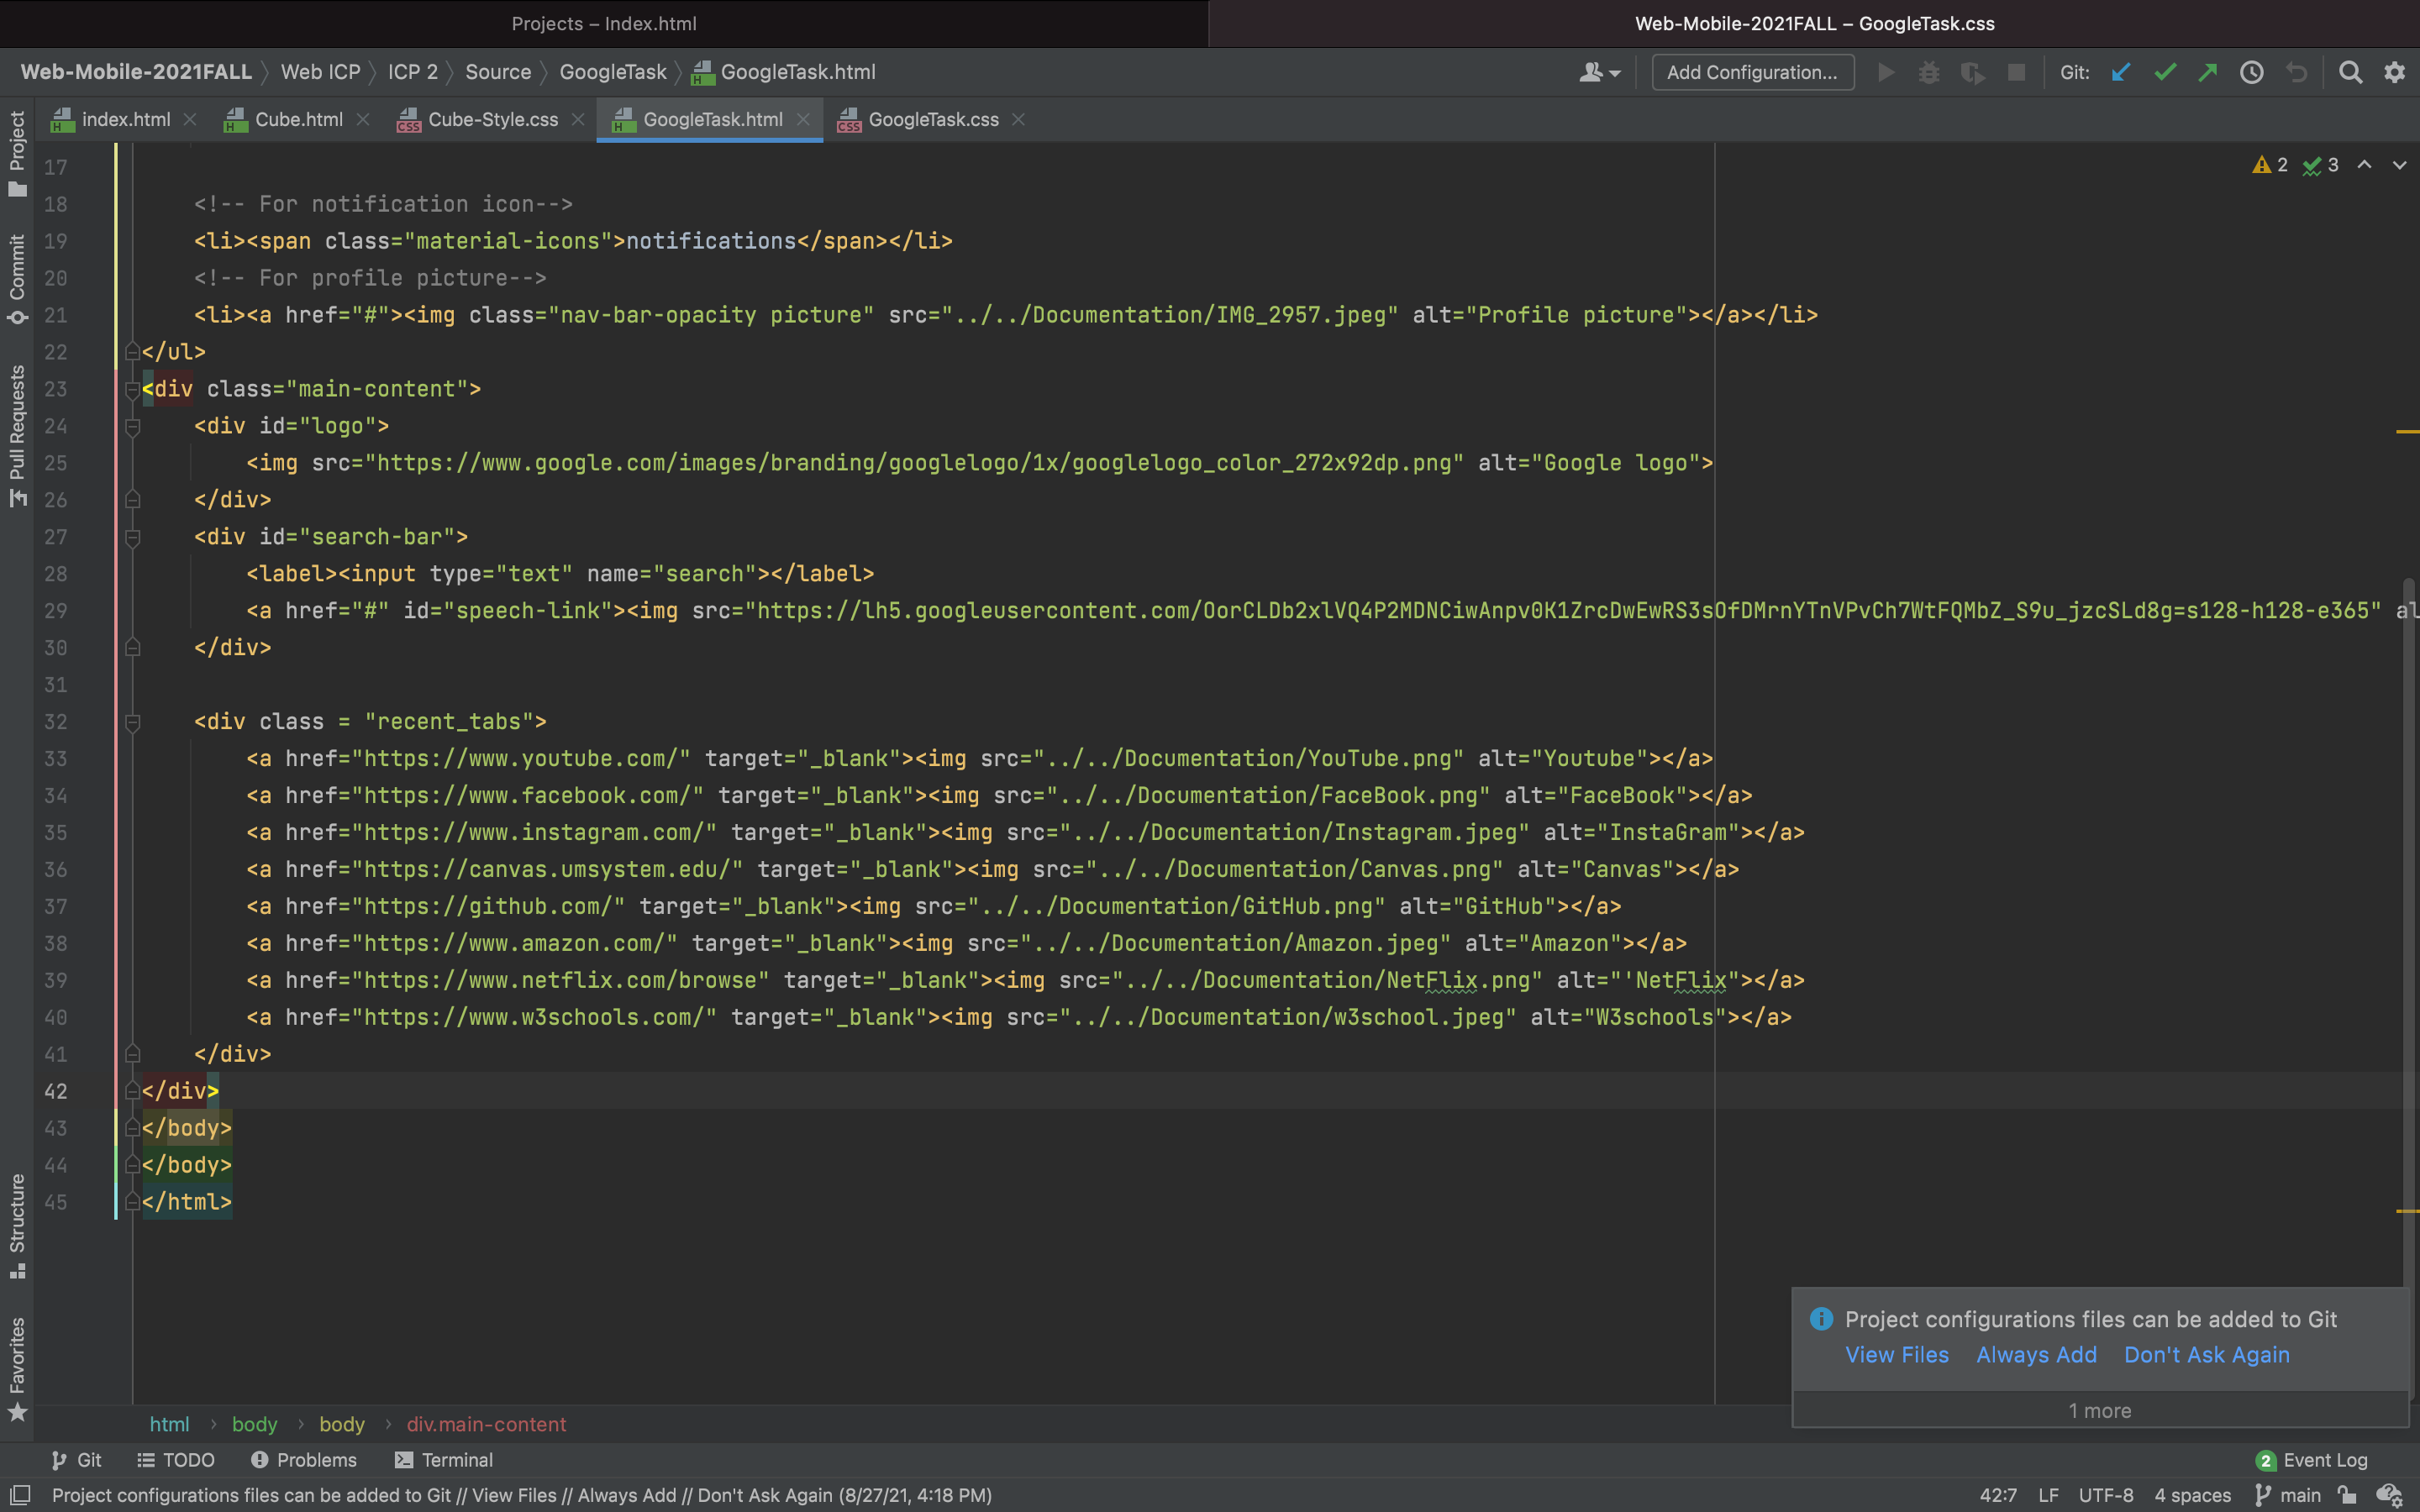 Projects – Index.html
Web-Mobile-2021FALL – GoogleTask.css
Web-Mobile-2021FALL Web ICP ICP 2 Source GoogleTask GoogleTask.html
Add Configuration...
Git:
index.html
Cube.html
Cube-Style.css
GoogleTask.html
GoogleTask.css
Project
Commit
Pull Requests
Structure
Favorites
2 3
17
18 <!-- For notification icon-->
19 <li><span class="material-icons">notifications</span></li>
20 <!-- For profile picture-->
21 <li><a href="#"><img class="nav-bar-opacity picture" src="../../Documentation/IMG_2957.jpeg" alt="Profile picture"></a></li>
22 </ul>
23 <div class="main-content">
24 <div id="logo">
25 <img src="https://www.google.com/images/branding/googlelogo/1x/googlelogo_color_272x92dp.png" alt="Google logo">
26 </div>
27 <div id="search-bar">
28 <label><input type="text" name="search"></label>
29 <a href="#" id="speech-link"><img src="https://lh5.googleusercontent.com/OorCLDb2xlVQ4P2MDNCiwAnpv0K1ZrcDwEwRS3sOfDMrnYTnVPvCh7WtFQMbZ_S9u_jzcSLd8g=s128-h128-e365" al
30 </div>
31
32 <div class = "recent_tabs">
33 <a href="https://www.youtube.com/" target="_blank"><img src="../../Documentation/YouTube.png" alt="Youtube"></a>
34 <a href="https://www.facebook.com/" target="_blank"><img src="../../Documentation/FaceBook.png" alt="FaceBook"></a>
35 <a href="https://www.instagram.com/" target="_blank"><img src="../../Documentation/Instagram.jpeg" alt="InstaGram"></a>
36 <a href="https://canvas.umsystem.edu/" target="_blank"><img src="../../Documentation/Canvas.png" alt="Canvas"></a>
37 <a href="https://github.com/" target="_blank"><img src="../../Documentation/GitHub.png" alt="GitHub"></a>
38 <a href="https://www.amazon.com/" target="_blank"><img src="../../Documentation/Amazon.jpeg" alt="Amazon"></a>
39 <a href="https://www.netflix.com/browse" target="_blank"><img src="../../Documentation/NetFlix.png" alt="'NetFlix"></a>
40 <a href="https://www.w3schools.com/" target="_blank"><img src="../../Documentation/w3school.jpeg" alt="W3schools"></a>
41 </div>
42 </div>
43 </body>
44 </body>
45 </html>
Project configurations files can be added to Git
View Files Always Add Don't Ask Again
1 more
html body body div.main-content
Git TODO Problems Terminal
2 Event Log
Project configurations files can be added to Git // View Files // Always Add // Don't Ask Again (8/27/21, 4:18 PM)
42:7 LF UTF-8 4 spaces main